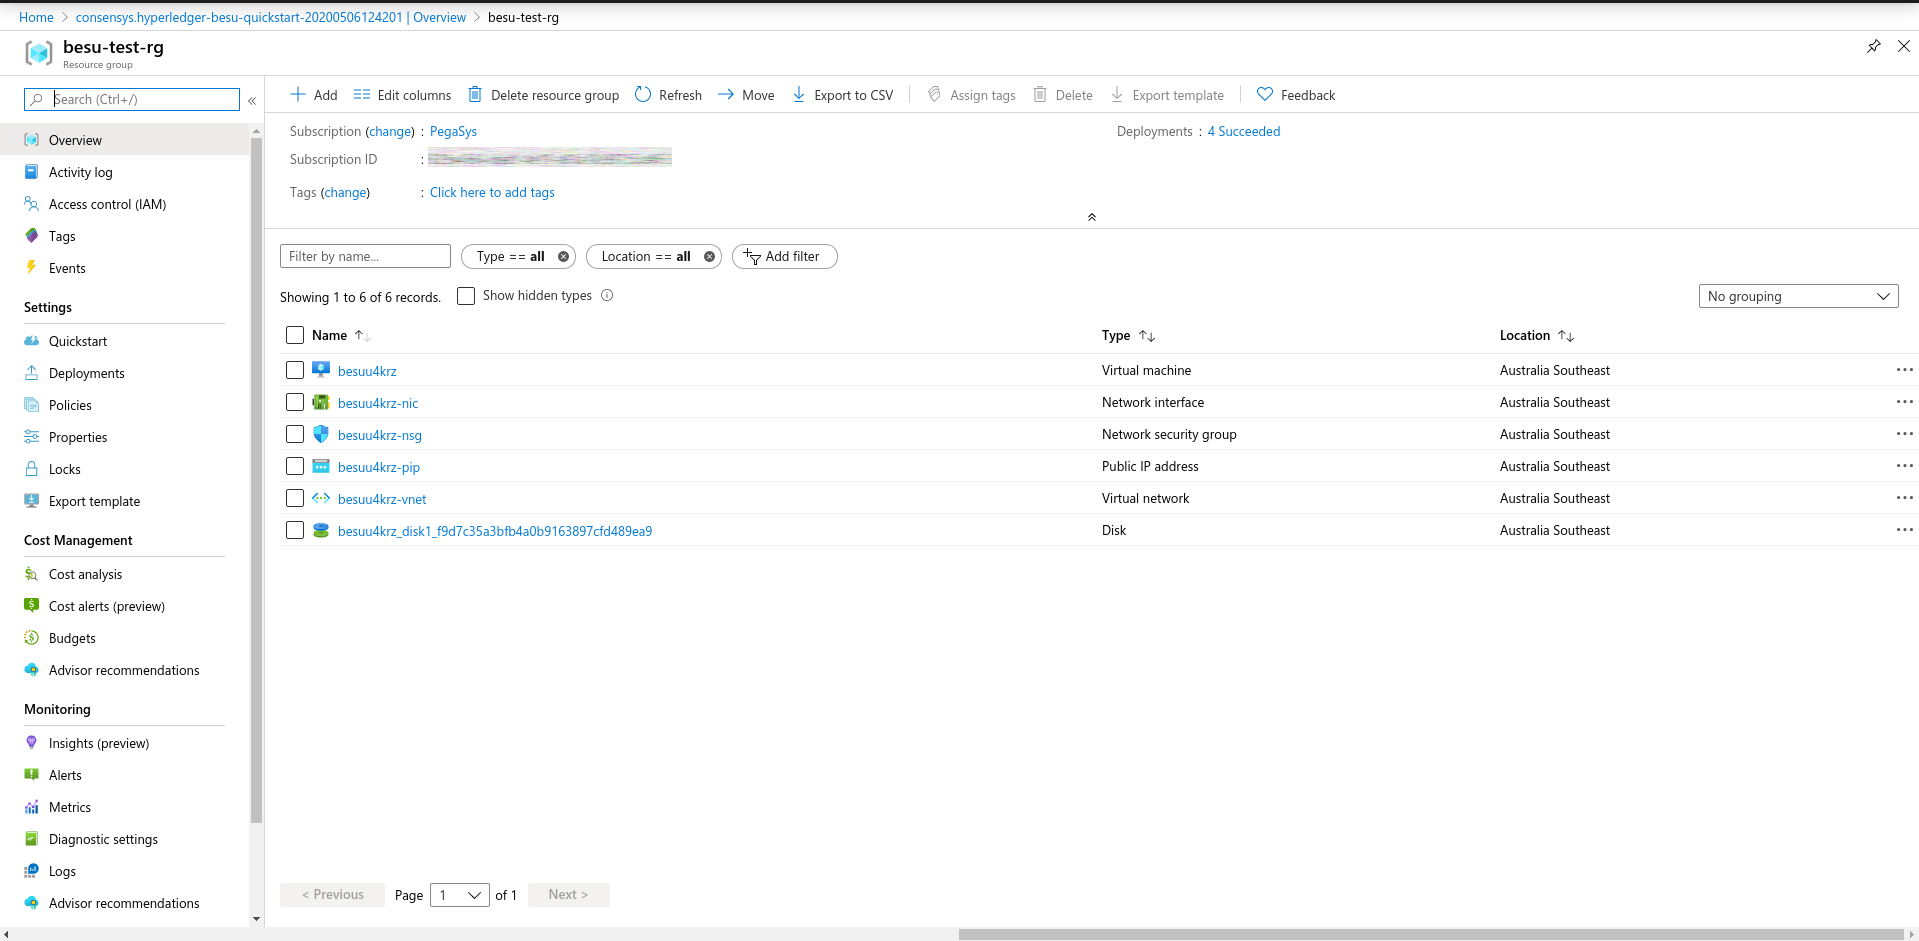 Home > consensys.hyperledger-besu-quickstart-20200506124201 | Overview > besu-test-rg
besu-test-rg
Resource group
Search (Ctrl+/)
«
Add
Edit columns
Delete resource group
Refresh
Move
Export to CSV
Assign tags
Delete
Export template
Feedback
Overview
Activity log
Access control (IAM)
Tags
Events
Settings
Quickstart
Deployments
Policies
Properties
Locks
Export template
Cost Management
Cost analysis
Cost alerts (preview)
Budgets
Advisor recommendations
Monitoring
Insights (preview)
Alerts
Metrics
Diagnostic settings
Logs
Advisor recommendations
Subscription (change) : PegaSys
Deployments : 4 Succeeded
Subscription ID :
Tags (change) : Click here to add tags
Filter by name...
Type == all
Location == all
Add filter
Showing 1 to 6 of 6 records.
Show hidden types
No grouping
Name Type Location
besuu4krz Virtual machine Australia Southeast
besuu4krz-nic Network interface Australia Southeast
besuu4krz-nsg Network security group Australia Southeast
besuu4krz-pip Public IP address Australia Southeast
besuu4krz-vnet Virtual network Australia Southeast
besuu4krz_disk1_f9d7c35a3bfb4a0b9163897cfd489ea9 Disk Australia Southeast
< Previous Page 1 of 1 Next >